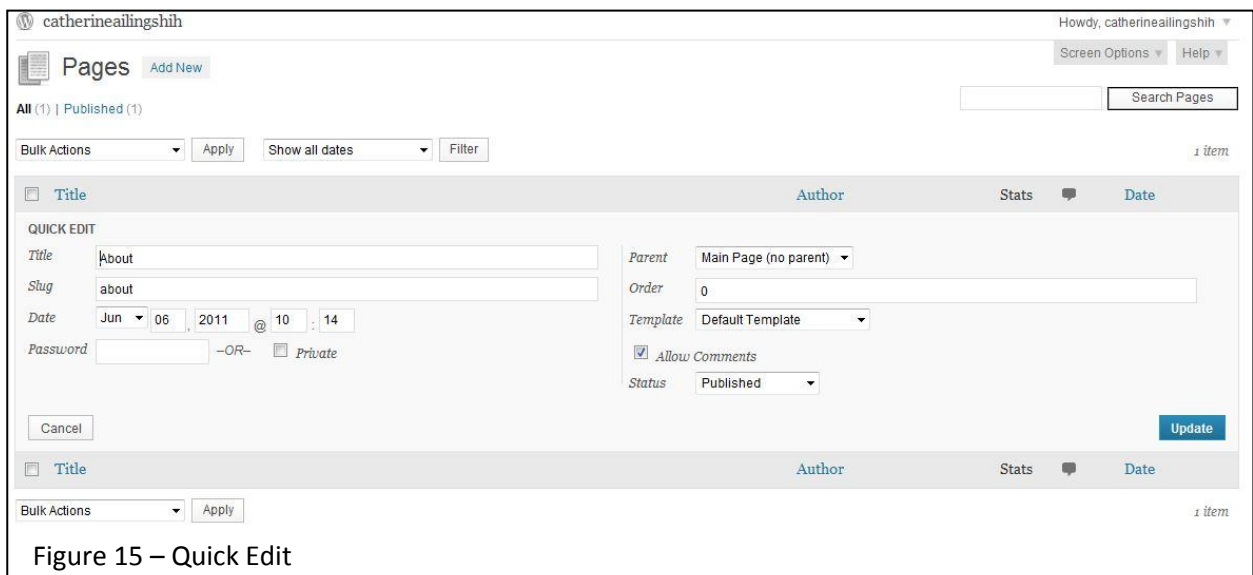 catherineailingshih Howdy, catherineailingshih
Pages Add New Screen Options Help
All (1) | Published (1) Search Pages
Bulk Actions Apply Show all dates Filter 1 item
Title Author Stats Date
QUICK EDIT
Title About Parent Main Page (no parent)
Slug about Order 0
Date Jun 06 , 2011 @ 10 : 14 Template Default Template
Password –OR– Private Allow Comments
Status Published
Cancel Update
Title Author Stats Date
Bulk Actions Apply 1 item
Figure 15 – Quick Edit